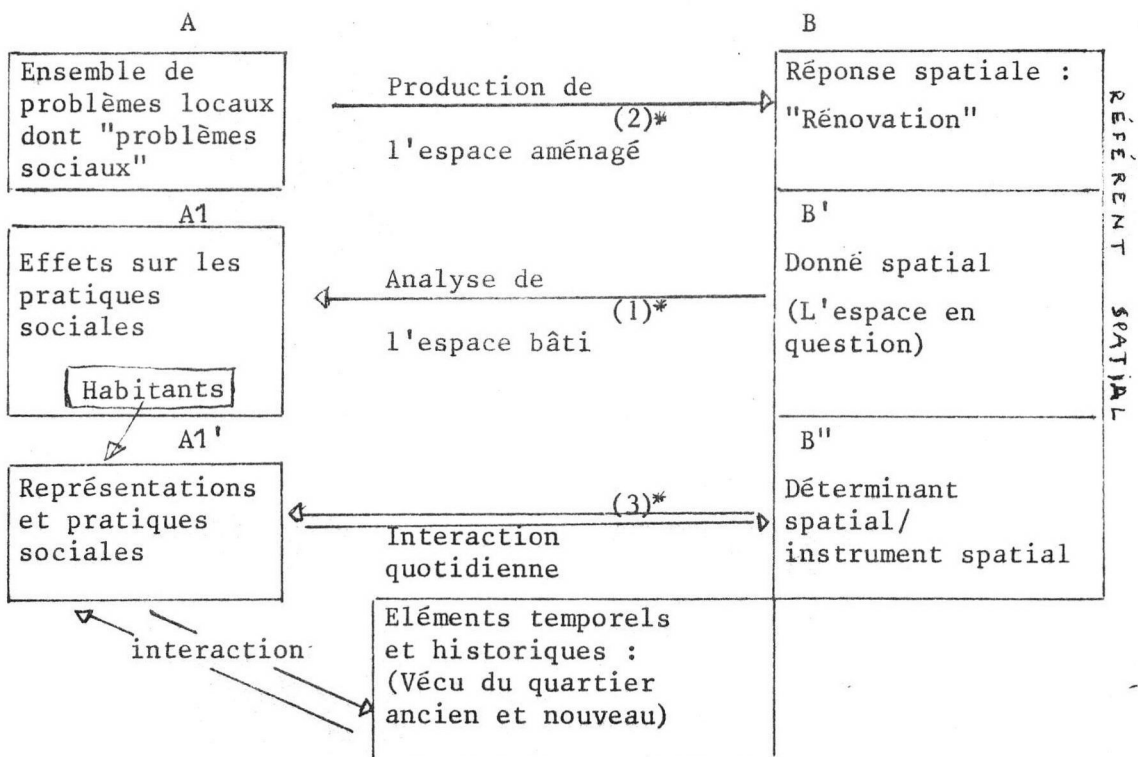 A
B
Ensemble de
problèmes locaux
dont "problèmes
sociaux"
Production de
(2)*
l'espace aménagé
Réponse spatiale :
"Rénovation"
RÉFÉRENT SPATIAL
A1
Effets sur les
pratiques
sociales
Habitants
Analyse de
(1)*
l'espace bâti
B'
Donné spatial
(L'espace en
question)
A1'
Représentations
et pratiques
sociales
(3)*
Interaction
quotidienne
B"
Déterminant
spatial/
instrument spatial
interaction
Eléments temporels
et historiques :
(Vécu du quartier
ancien et nouveau)